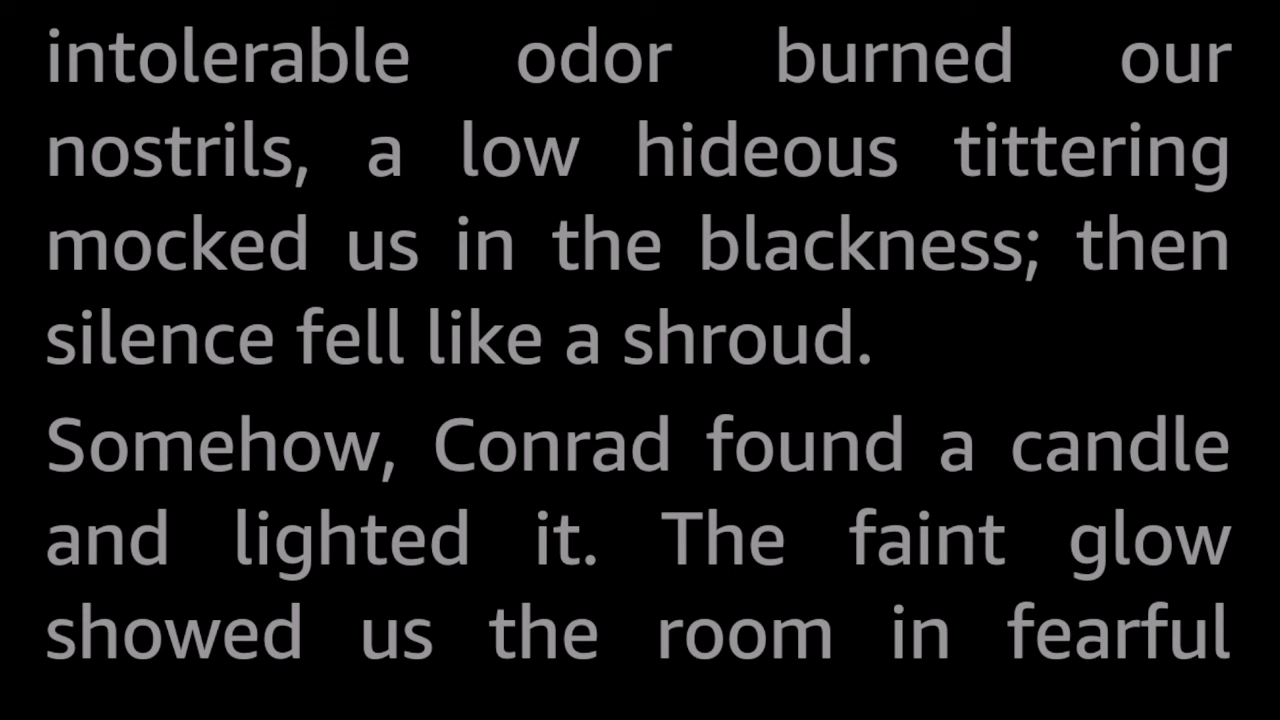 intolerable odor burned our
nostrils, a low hideous tittering
mocked us in the blackness; then
silence fell like a shroud.
Somehow, Conrad found a candle
and lighted it. The faint glow
showed us the room in fearful